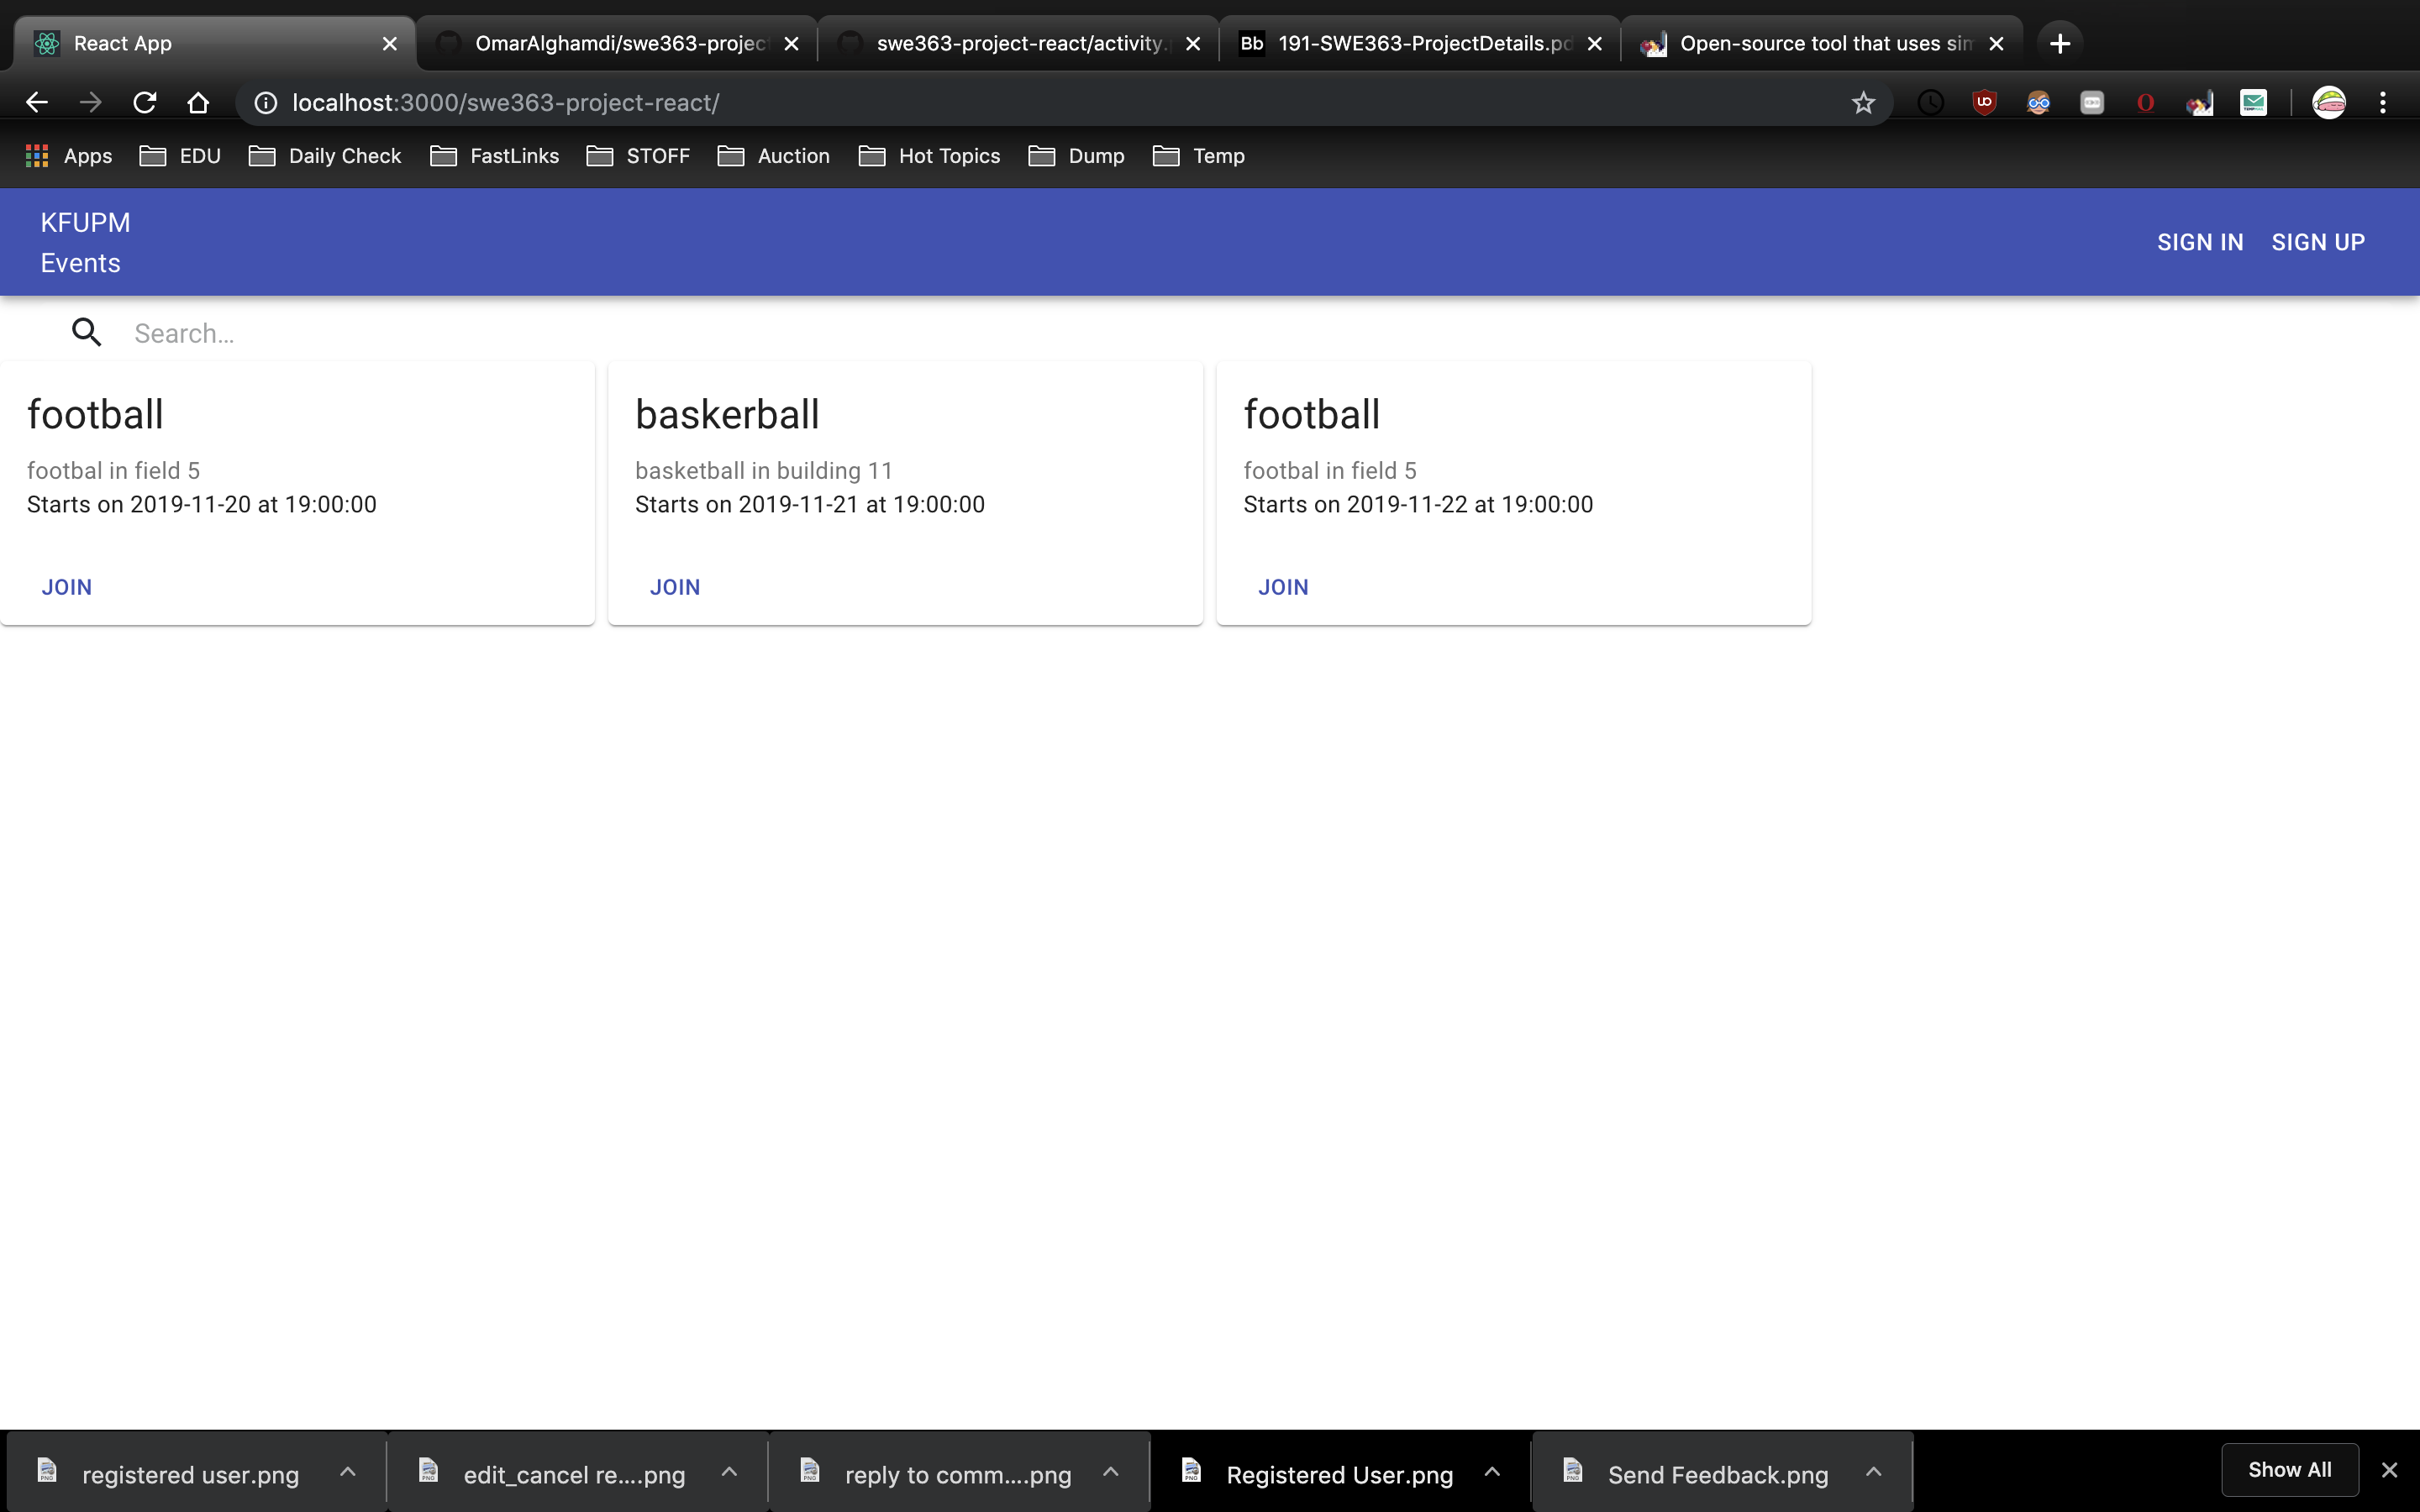 React App
OmarAlghamdi/swe363-projec
swe363-project-react/activity.
Bb 191-SWE363-ProjectDetails.pd
Open-source tool that uses sim
localhost:3000/swe363-project-react/
Apps
EDU
Daily Check
FastLinks
STOFF
Auction
Hot Topics
Dump
Temp
KFUPM
Events
SIGN IN
SIGN UP
Search...
football
footbal in field 5
Starts on 2019-11-20 at 19:00:00
JOIN
baskerball
basketball in building 11
Starts on 2019-11-21 at 19:00:00
JOIN
football
footbal in field 5
Starts on 2019-11-22 at 19:00:00
JOIN
registered user.png
edit_cancel re....png
reply to comm....png
Registered User.png
Send Feedback.png
Show All